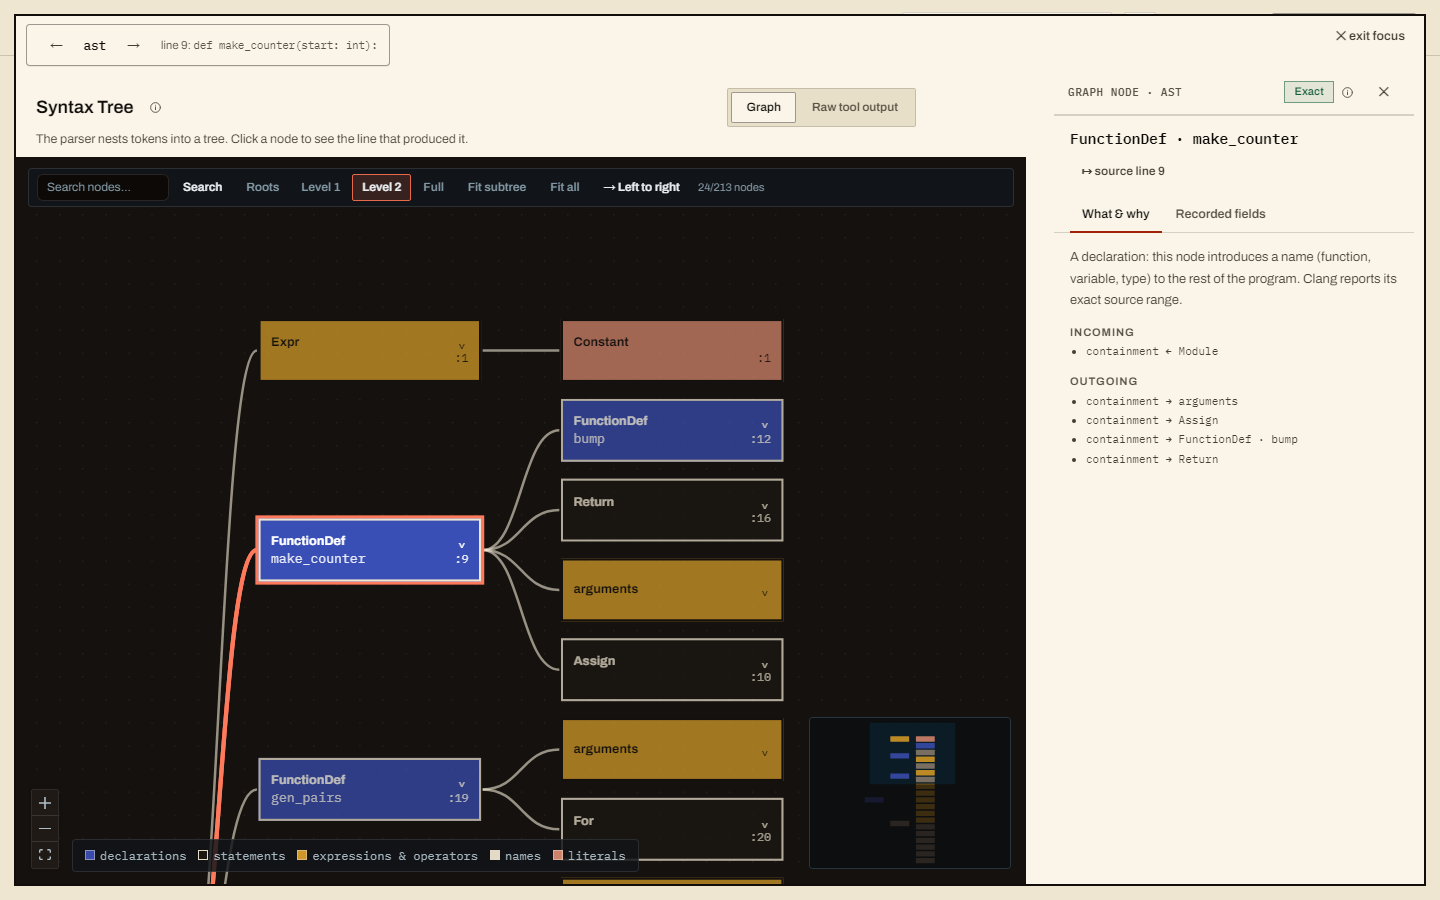 ← ast → line 9: def make_counter(start: int):
exit focus
Syntax Tree
Graph Raw tool output
The parser nests tokens into a tree. Click a node to see the line that produced it.
Search nodes... Search Roots Level 1 Level 2 Full Fit subtree Fit all → Left to right 24/213 nodes
Expr
v
:1
Constant
:1
FunctionDef
bump
v
:12
Return
v
:16
FunctionDef
make_counter
v
:9
arguments
v
Assign
v
:10
arguments
v
FunctionDef
gen_pairs
v
:19
For
v
:20
declarations statements expressions & operators names literals
GRAPH NODE · AST Exact
FunctionDef · make_counter
↦ source line 9
What & why Recorded fields
A declaration: this node introduces a name (function,
variable, type) to the rest of the program. Clang reports its
exact source range.
INCOMING
• containment ← Module
OUTGOING
• containment → arguments
• containment → Assign
• containment → FunctionDef · bump
• containment → Return